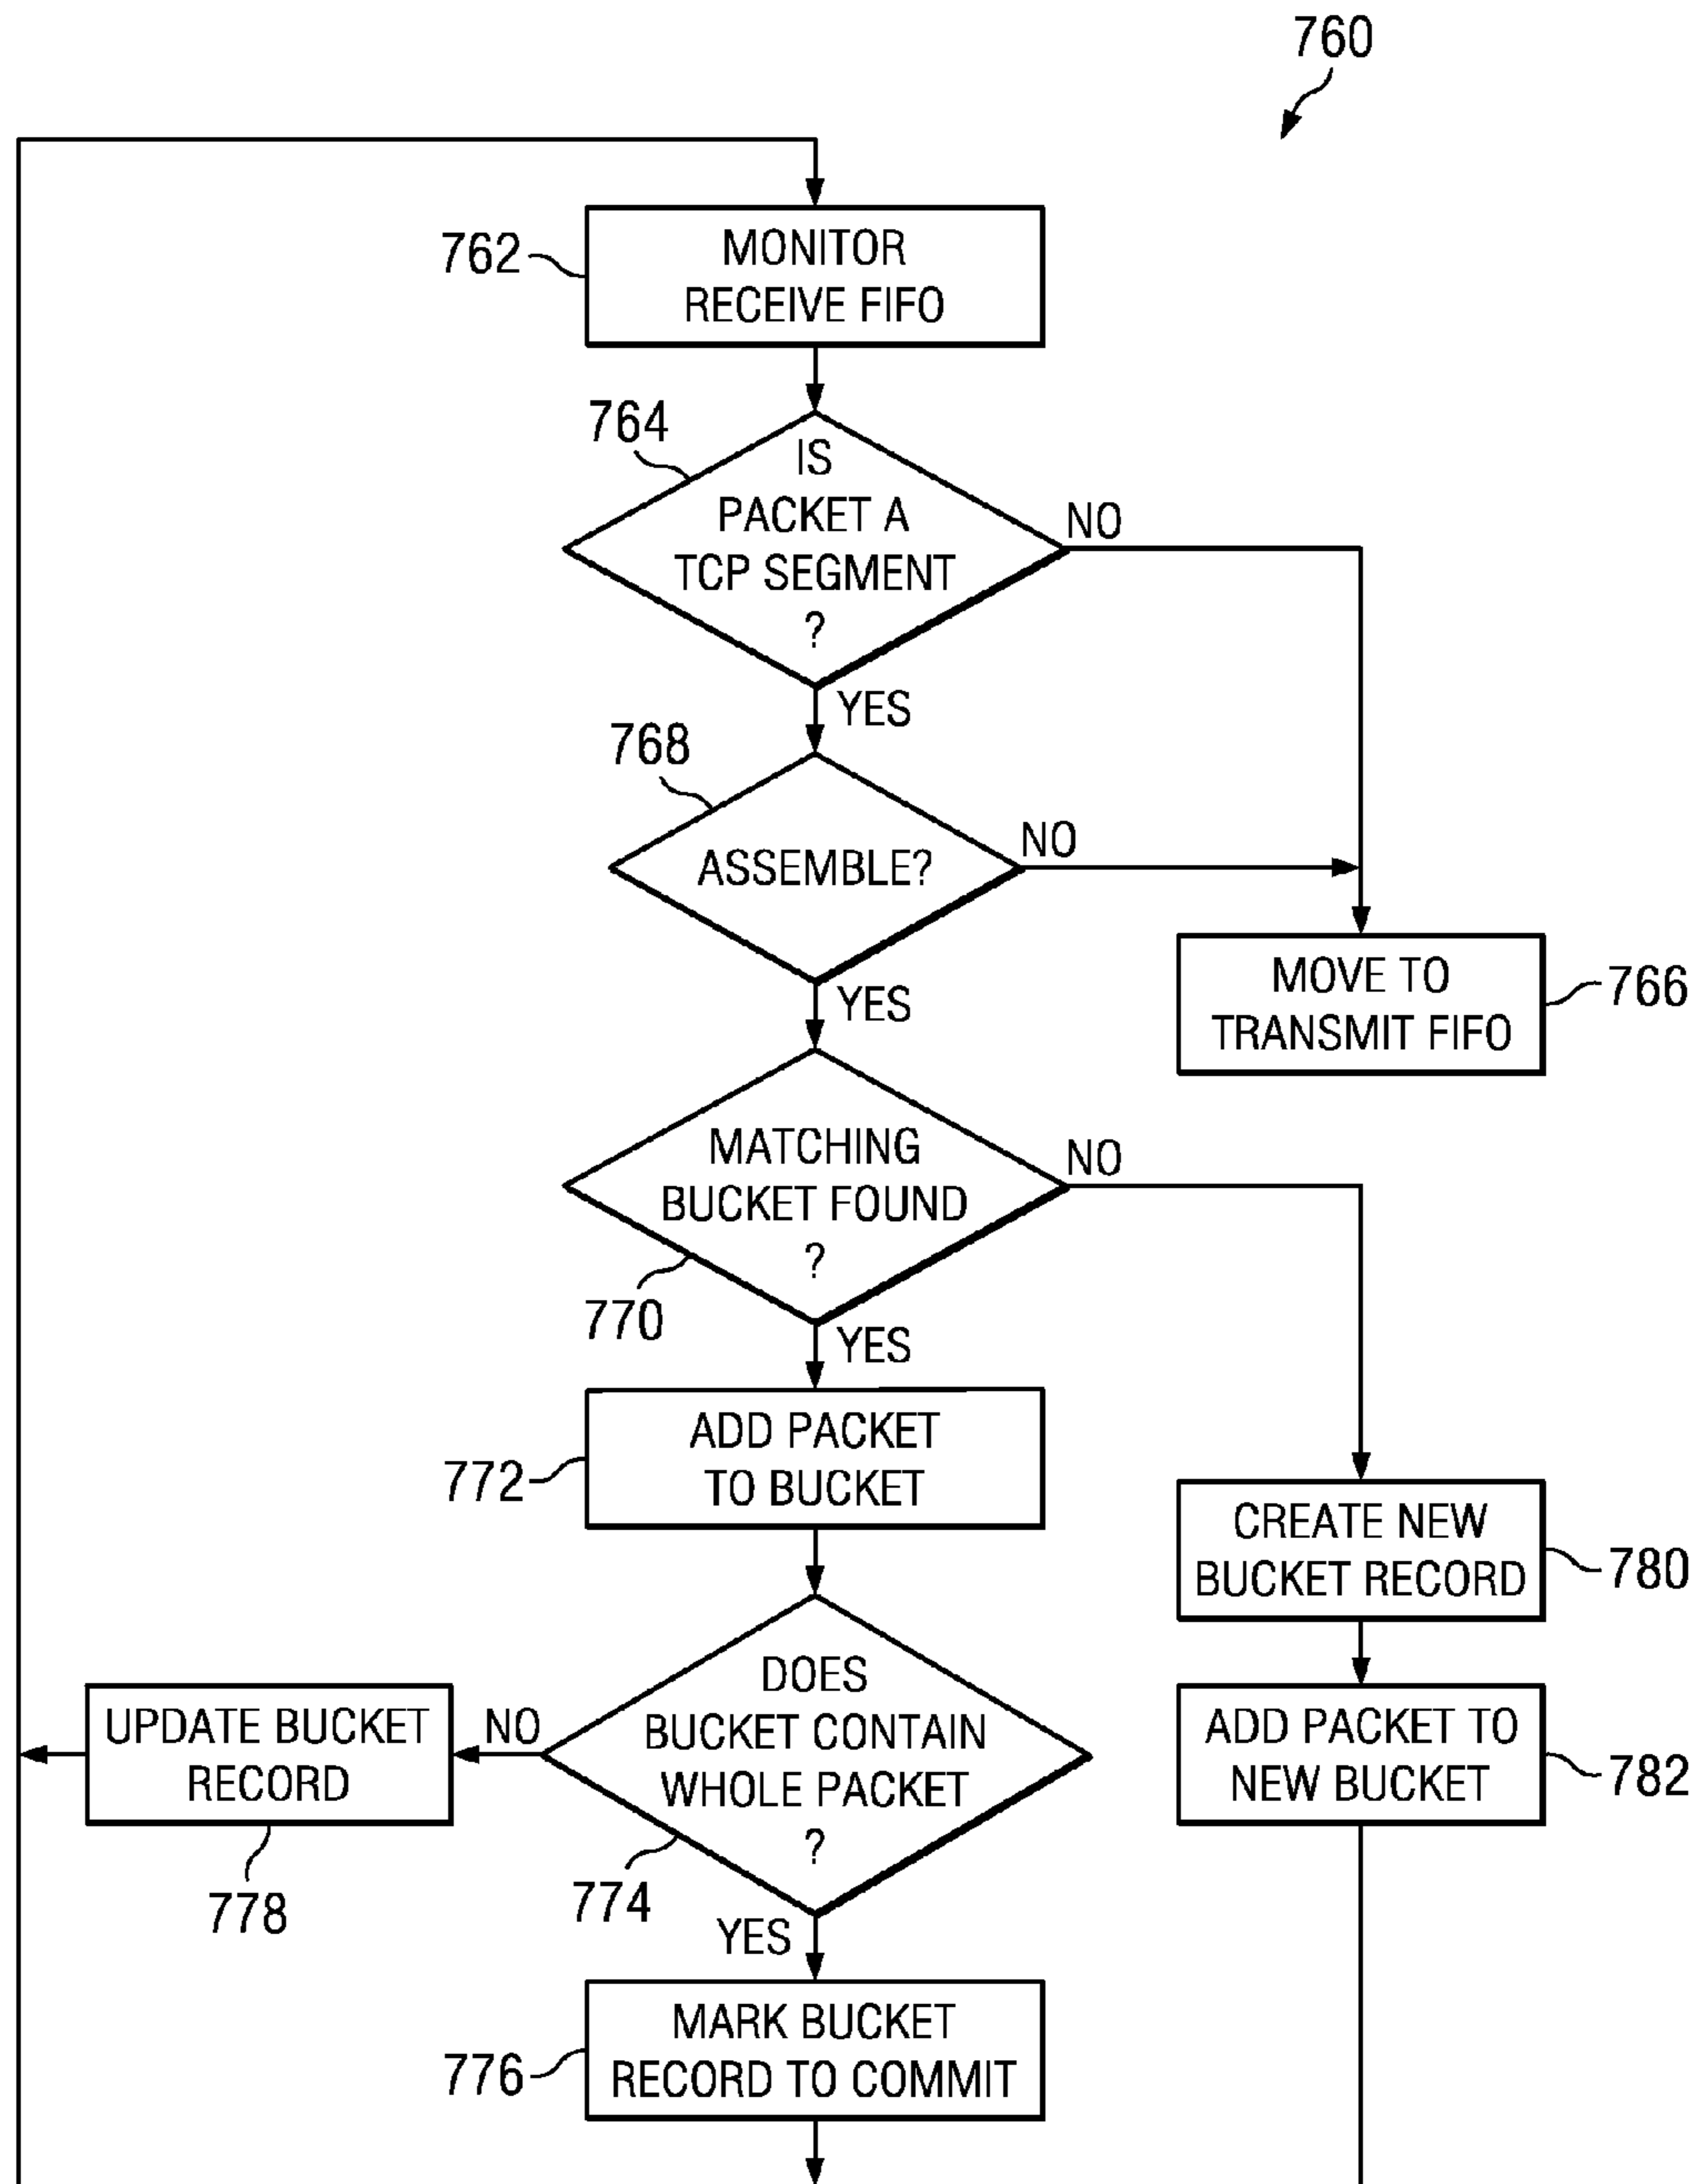 760
762
MONITOR
RECEIVE FIFO
764
IS
PACKET A
TCP SEGMENT
?
NO
YES
768
ASSEMBLE?
NO
YES
MOVE TO
TRANSMIT FIFO
766
MATCHING
BUCKET FOUND
?
NO
770
YES
772
ADD PACKET
TO BUCKET
CREATE NEW
BUCKET RECORD
780
DOES
BUCKET CONTAIN
WHOLE PACKET
?
NO
UPDATE BUCKET
RECORD
778
774
ADD PACKET TO
NEW BUCKET
782
YES
776
MARK BUCKET
RECORD TO COMMIT